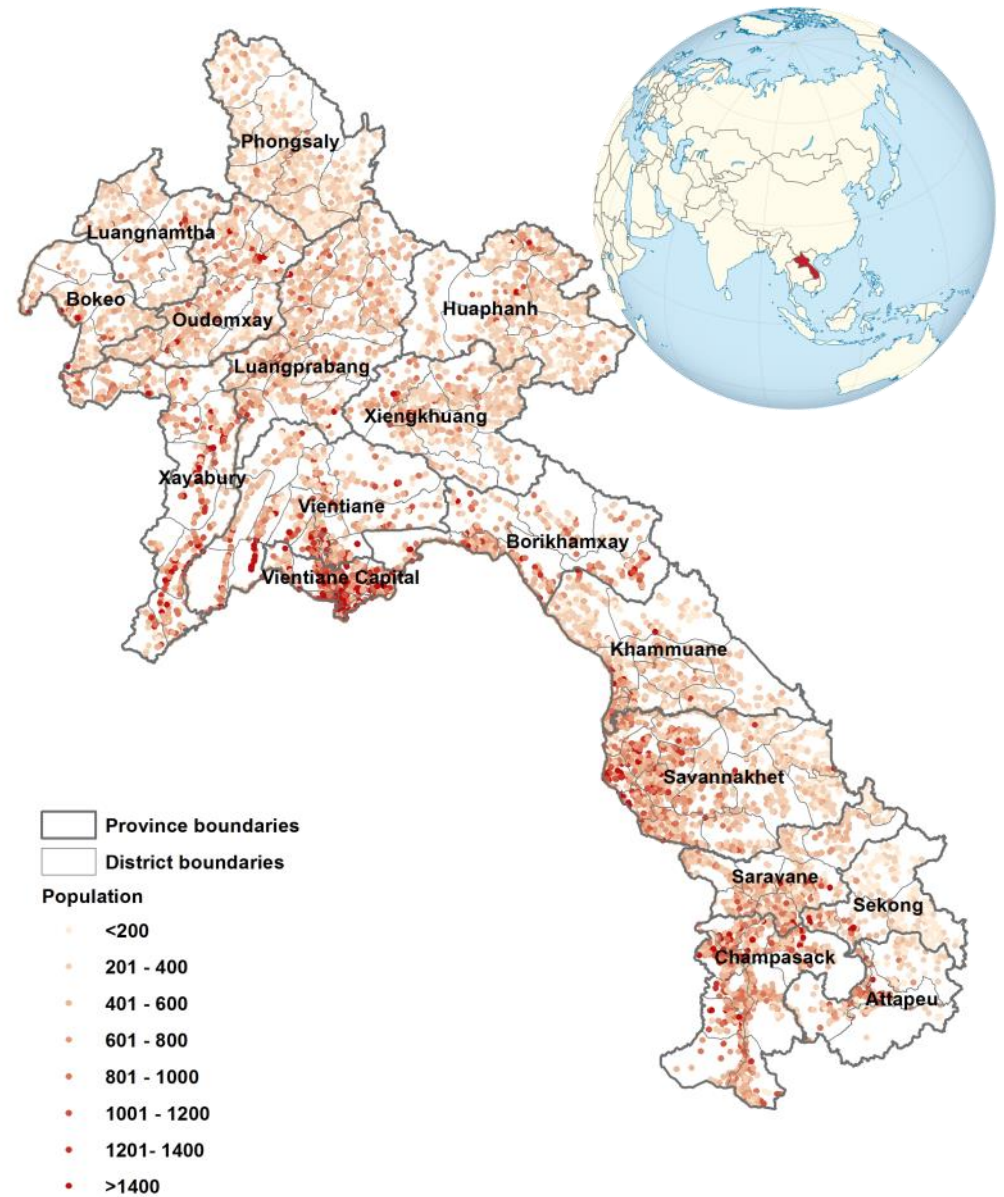 Phongsaly
Luangnamtha
Bokeo
Oudomxay
Huaphanh
Luangprabang
Xiengkhuang
Xayabury
Vientiane
Borikhamxay
Vientiane Capital
Khammuane
Savannakhet
Saravane
Sekong
Champasack
Attapeu
Province boundaries
District boundaries
Population
<200
201 - 400
401 - 600
601 - 800
801 - 1000
1001 - 1200
1201- 1400
>1400